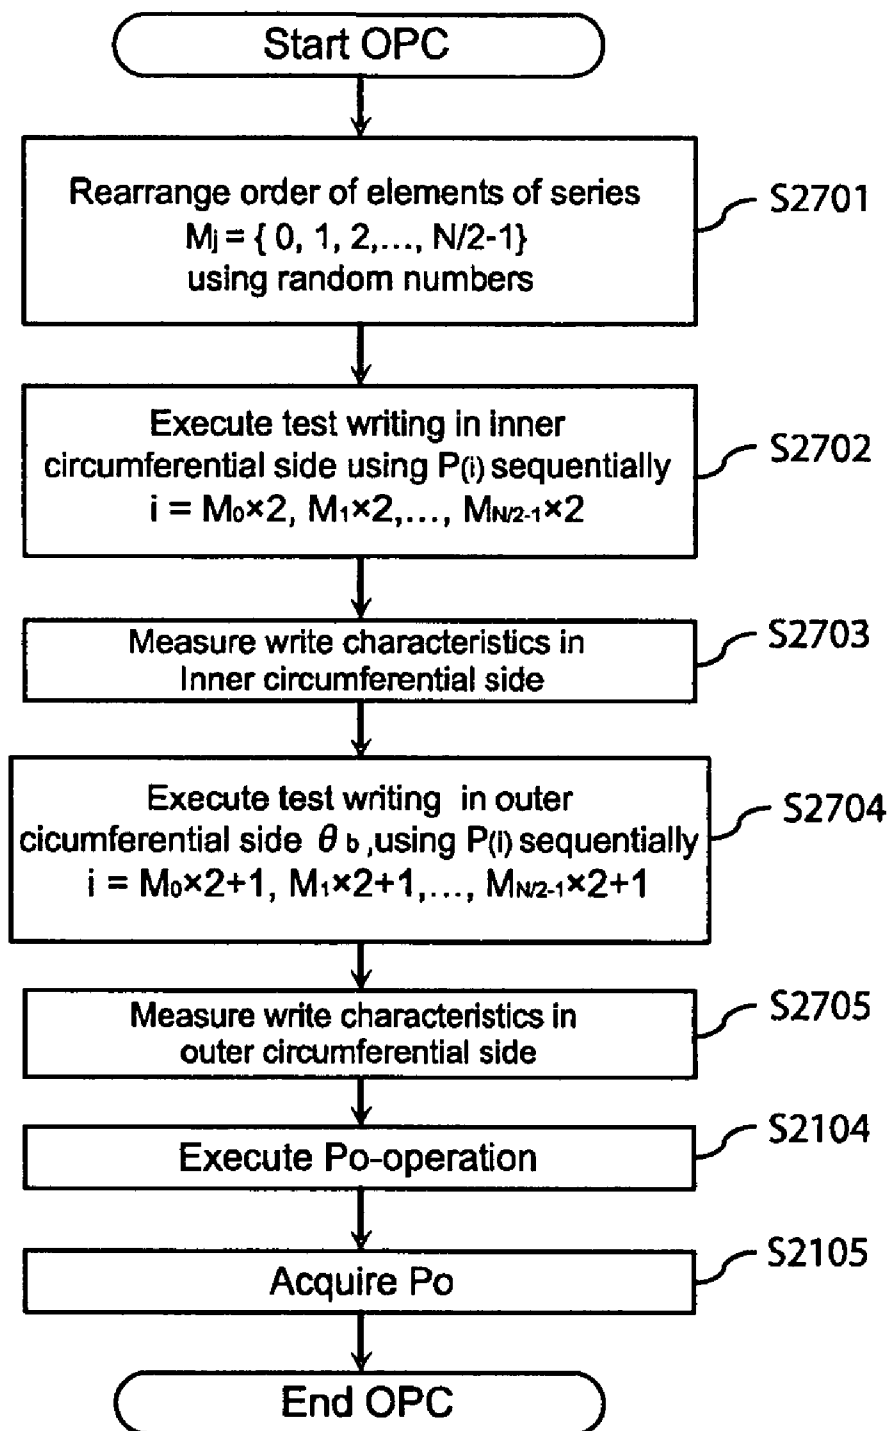 Start OPC
Rearrange order of elements of series
Mj = { 0, 1, 2,..., N/2-1}
using random numbers
S2701
Execute test writing in inner
circumferential side using P(i) sequentially
i = M0×2, M1×2,..., MN/2-1×2
S2702
Measure write characteristics in
Inner circumferential side
S2703
Execute test writing in outer
cicumferential side θ b ,using P(i) sequentially
i = M0×2+1, M1×2+1,..., MN/2-1×2+1
S2704
Measure write characteristics in
outer circumferential side
S2705
Execute Po-operation
S2104
Acquire Po
S2105
End OPC